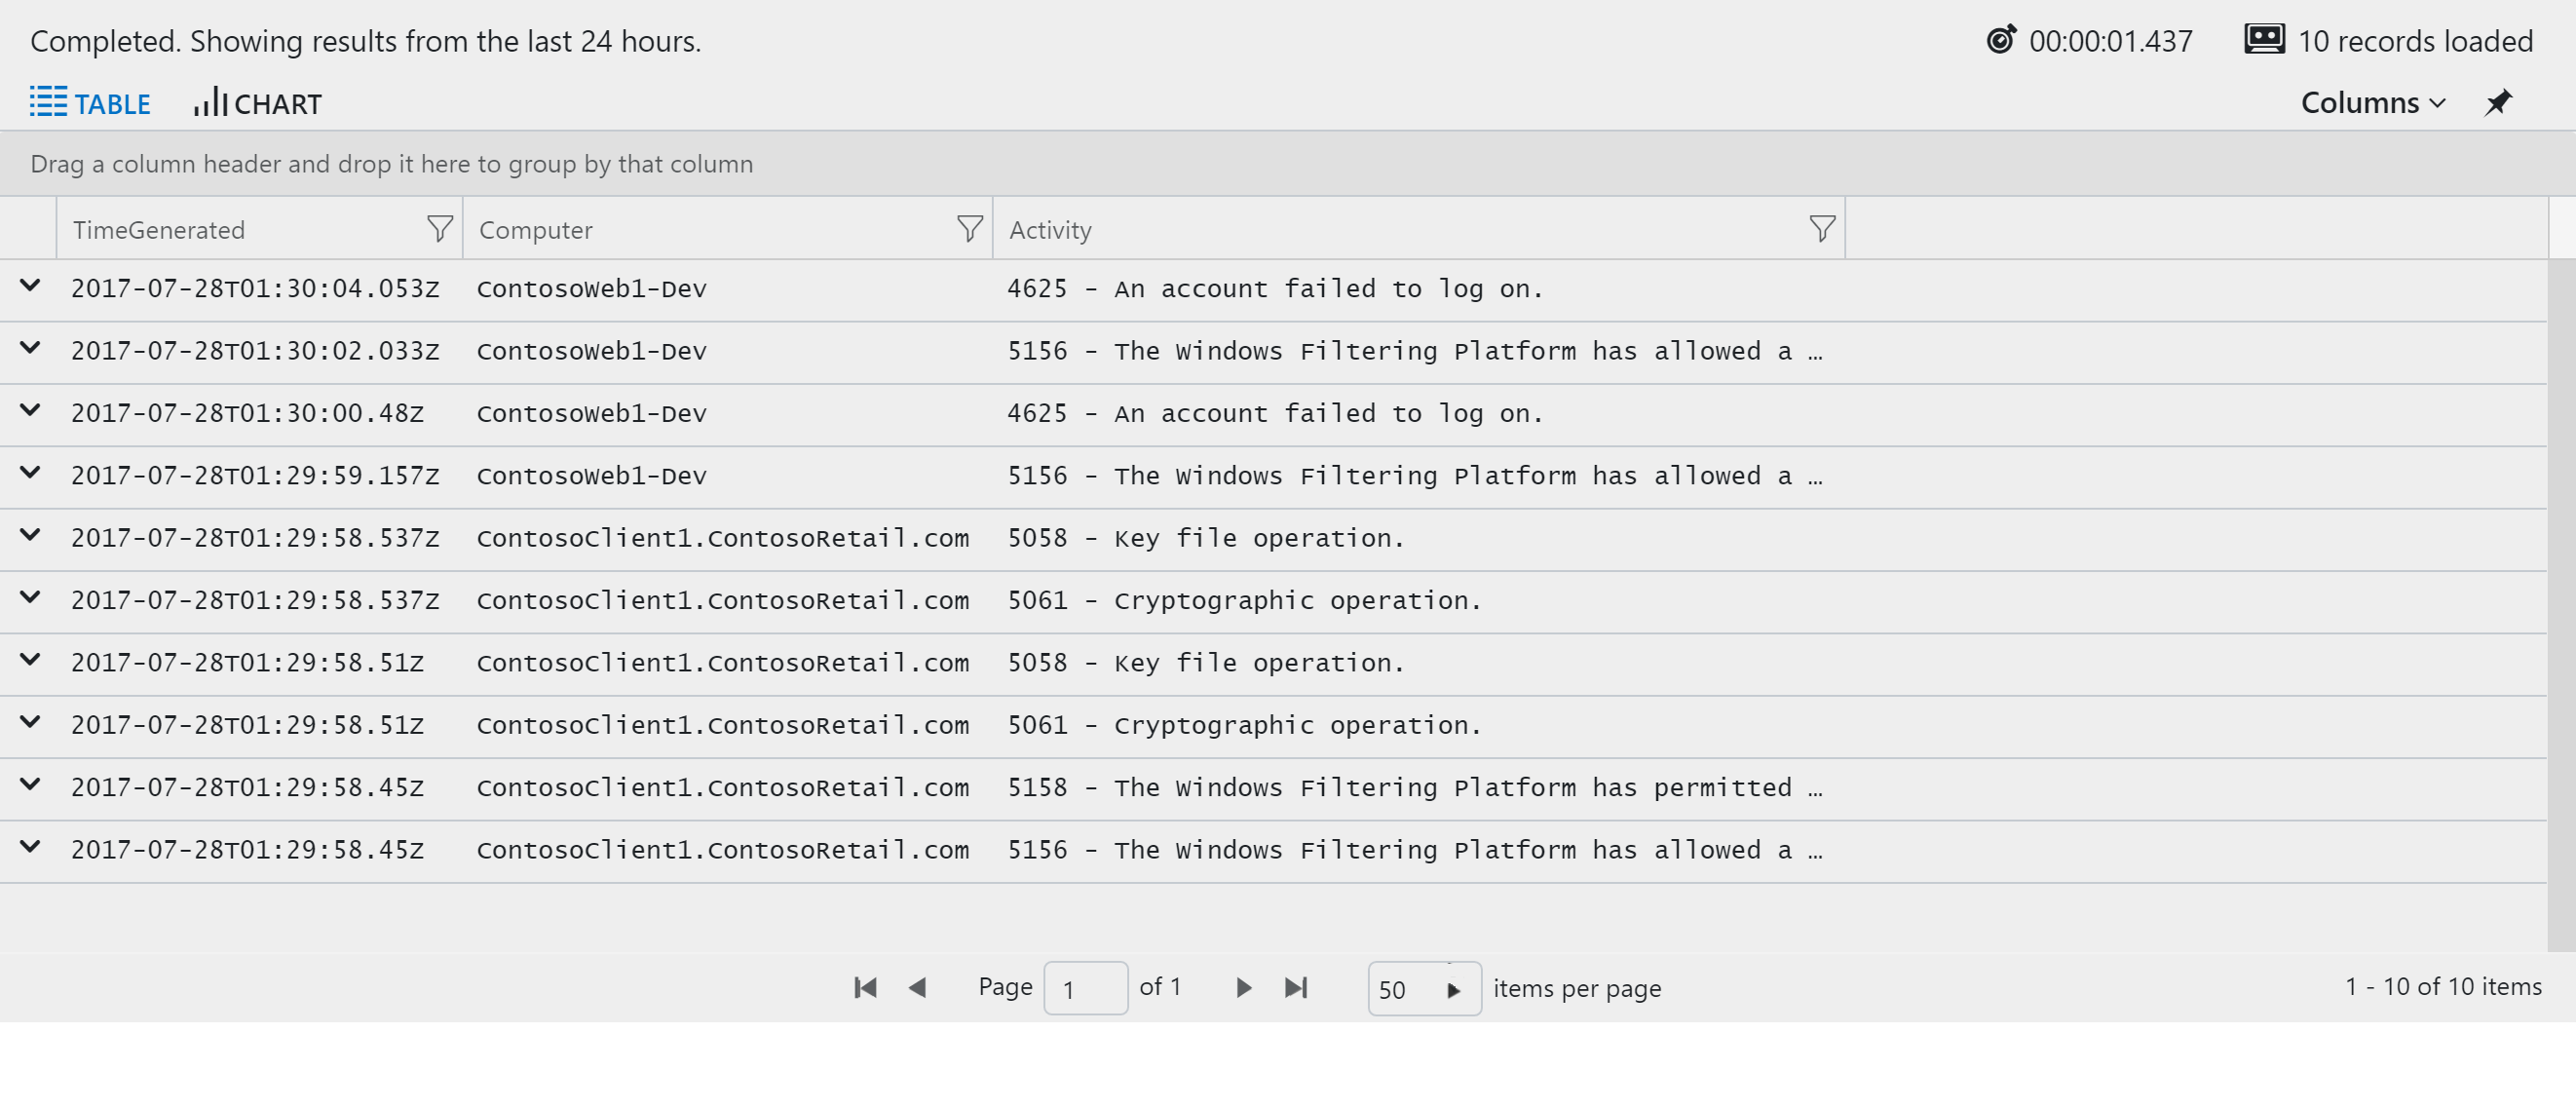 Completed. Showing results from the last 24 hours. 00:00:01.437 10 records loaded
TABLE CHART Columns
Drag a column header and drop it here to group by that column
TimeGenerated Computer Activity
2017-07-28T01:30:04.053Z ContosoWeb1-Dev 4625 - An account failed to log on.
2017-07-28T01:30:02.033Z ContosoWeb1-Dev 5156 - The Windows Filtering Platform has allowed a …
2017-07-28T01:30:00.48Z ContosoWeb1-Dev 4625 - An account failed to log on.
2017-07-28T01:29:59.157Z ContosoWeb1-Dev 5156 - The Windows Filtering Platform has allowed a …
2017-07-28T01:29:58.537Z ContosoClient1.ContosoRetail.com 5058 - Key file operation.
2017-07-28T01:29:58.537Z ContosoClient1.ContosoRetail.com 5061 - Cryptographic operation.
2017-07-28T01:29:58.51Z ContosoClient1.ContosoRetail.com 5058 - Key file operation.
2017-07-28T01:29:58.51Z ContosoClient1.ContosoRetail.com 5061 - Cryptographic operation.
2017-07-28T01:29:58.45Z ContosoClient1.ContosoRetail.com 5158 - The Windows Filtering Platform has permitted …
2017-07-28T01:29:58.45Z ContosoClient1.ContosoRetail.com 5156 - The Windows Filtering Platform has allowed a …
Page 1 of 1 50 items per page 1 - 10 of 10 items